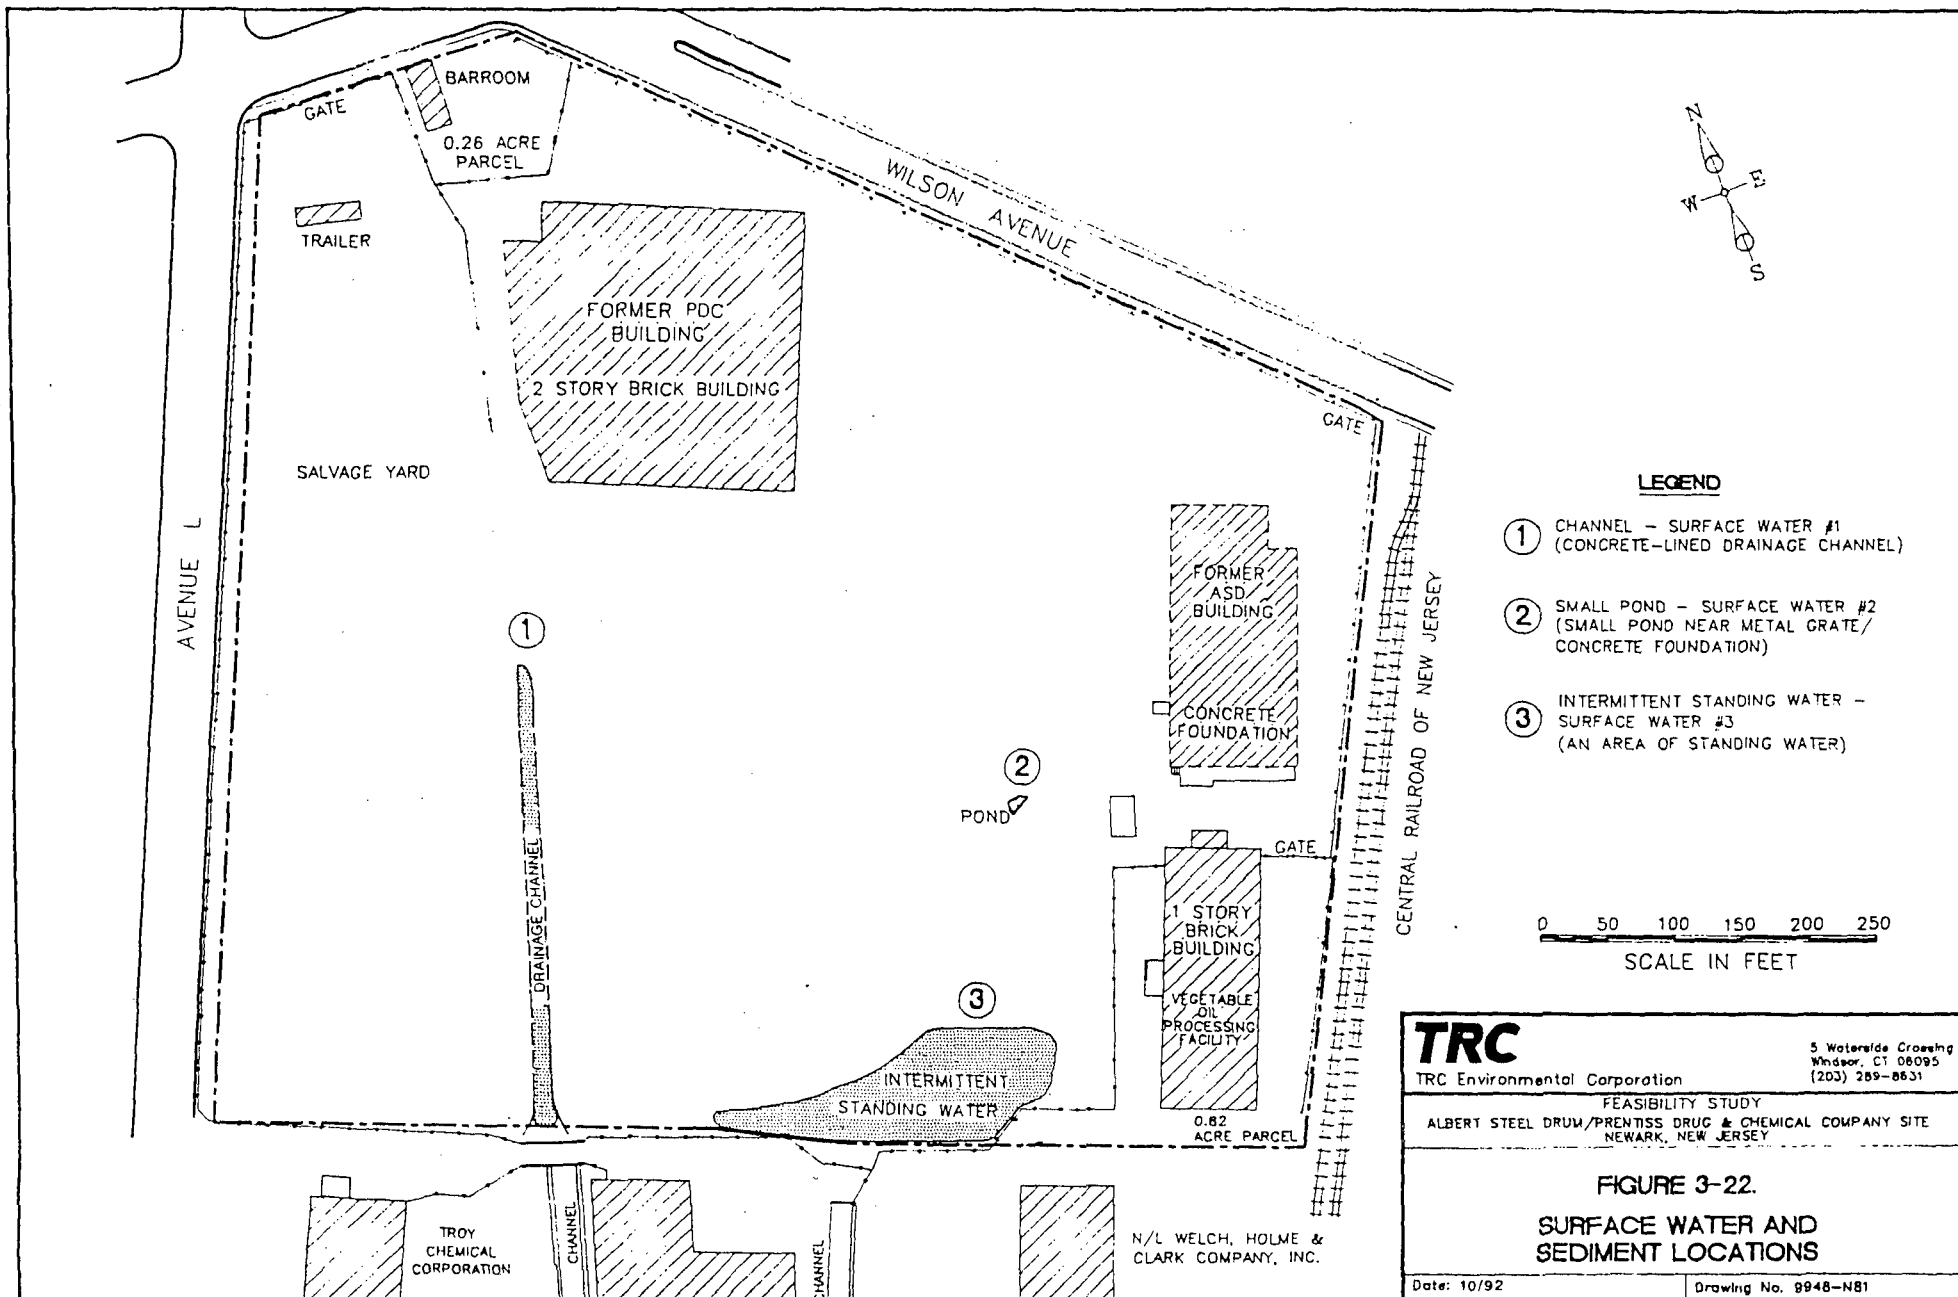 BARROOM
GATE
0.26 ACRE
PARCEL
TRAILER
WILSON AVENUE
N
E
W
S
FORMER PDC
BUILDING
2 STORY BRICK BUILDING
GATE
SALVAGE YARD
AVENUE L
1
FORMER
ASD
BUILDING
CONCRETE
FOUNDATION
CENTRAL RAILROAD OF NEW JERSEY
2
POND
GATE
DRAINAGE CHANNEL
1 STORY
BRICK
BUILDING
VEGETABLE
OIL
PROCESSING
FACILITY
3
INTERMITTENT
STANDING WATER
0.82
ACRE PARCEL
TROY
CHEMICAL
CORPORATION
CHANNEL
CHANNEL
N/L WELCH, HOLME &
CLARK COMPANY, INC.
LEGEND
1 CHANNEL - SURFACE WATER #1
(CONCRETE-LINED DRAINAGE CHANNEL)
2 SMALL POND - SURFACE WATER #2
(SMALL POND NEAR METAL GRATE/
CONCRETE FOUNDATION)
3 INTERMITTENT STANDING WATER -
SURFACE WATER #3
(AN AREA OF STANDING WATER)
0 50 100 150 200 250
SCALE IN FEET
TRC
TRC Environmental Corporation
5 Waterside Crossing
Windsor, CT 06095
(203) 289-8631
FEASIBILITY STUDY
ALBERT STEEL DRUM/PRENTISS DRUG & CHEMICAL COMPANY SITE
NEWARK, NEW JERSEY
FIGURE 3-22.
SURFACE WATER AND
SEDIMENT LOCATIONS
Date: 10/92
Drawing No. 9948-N81